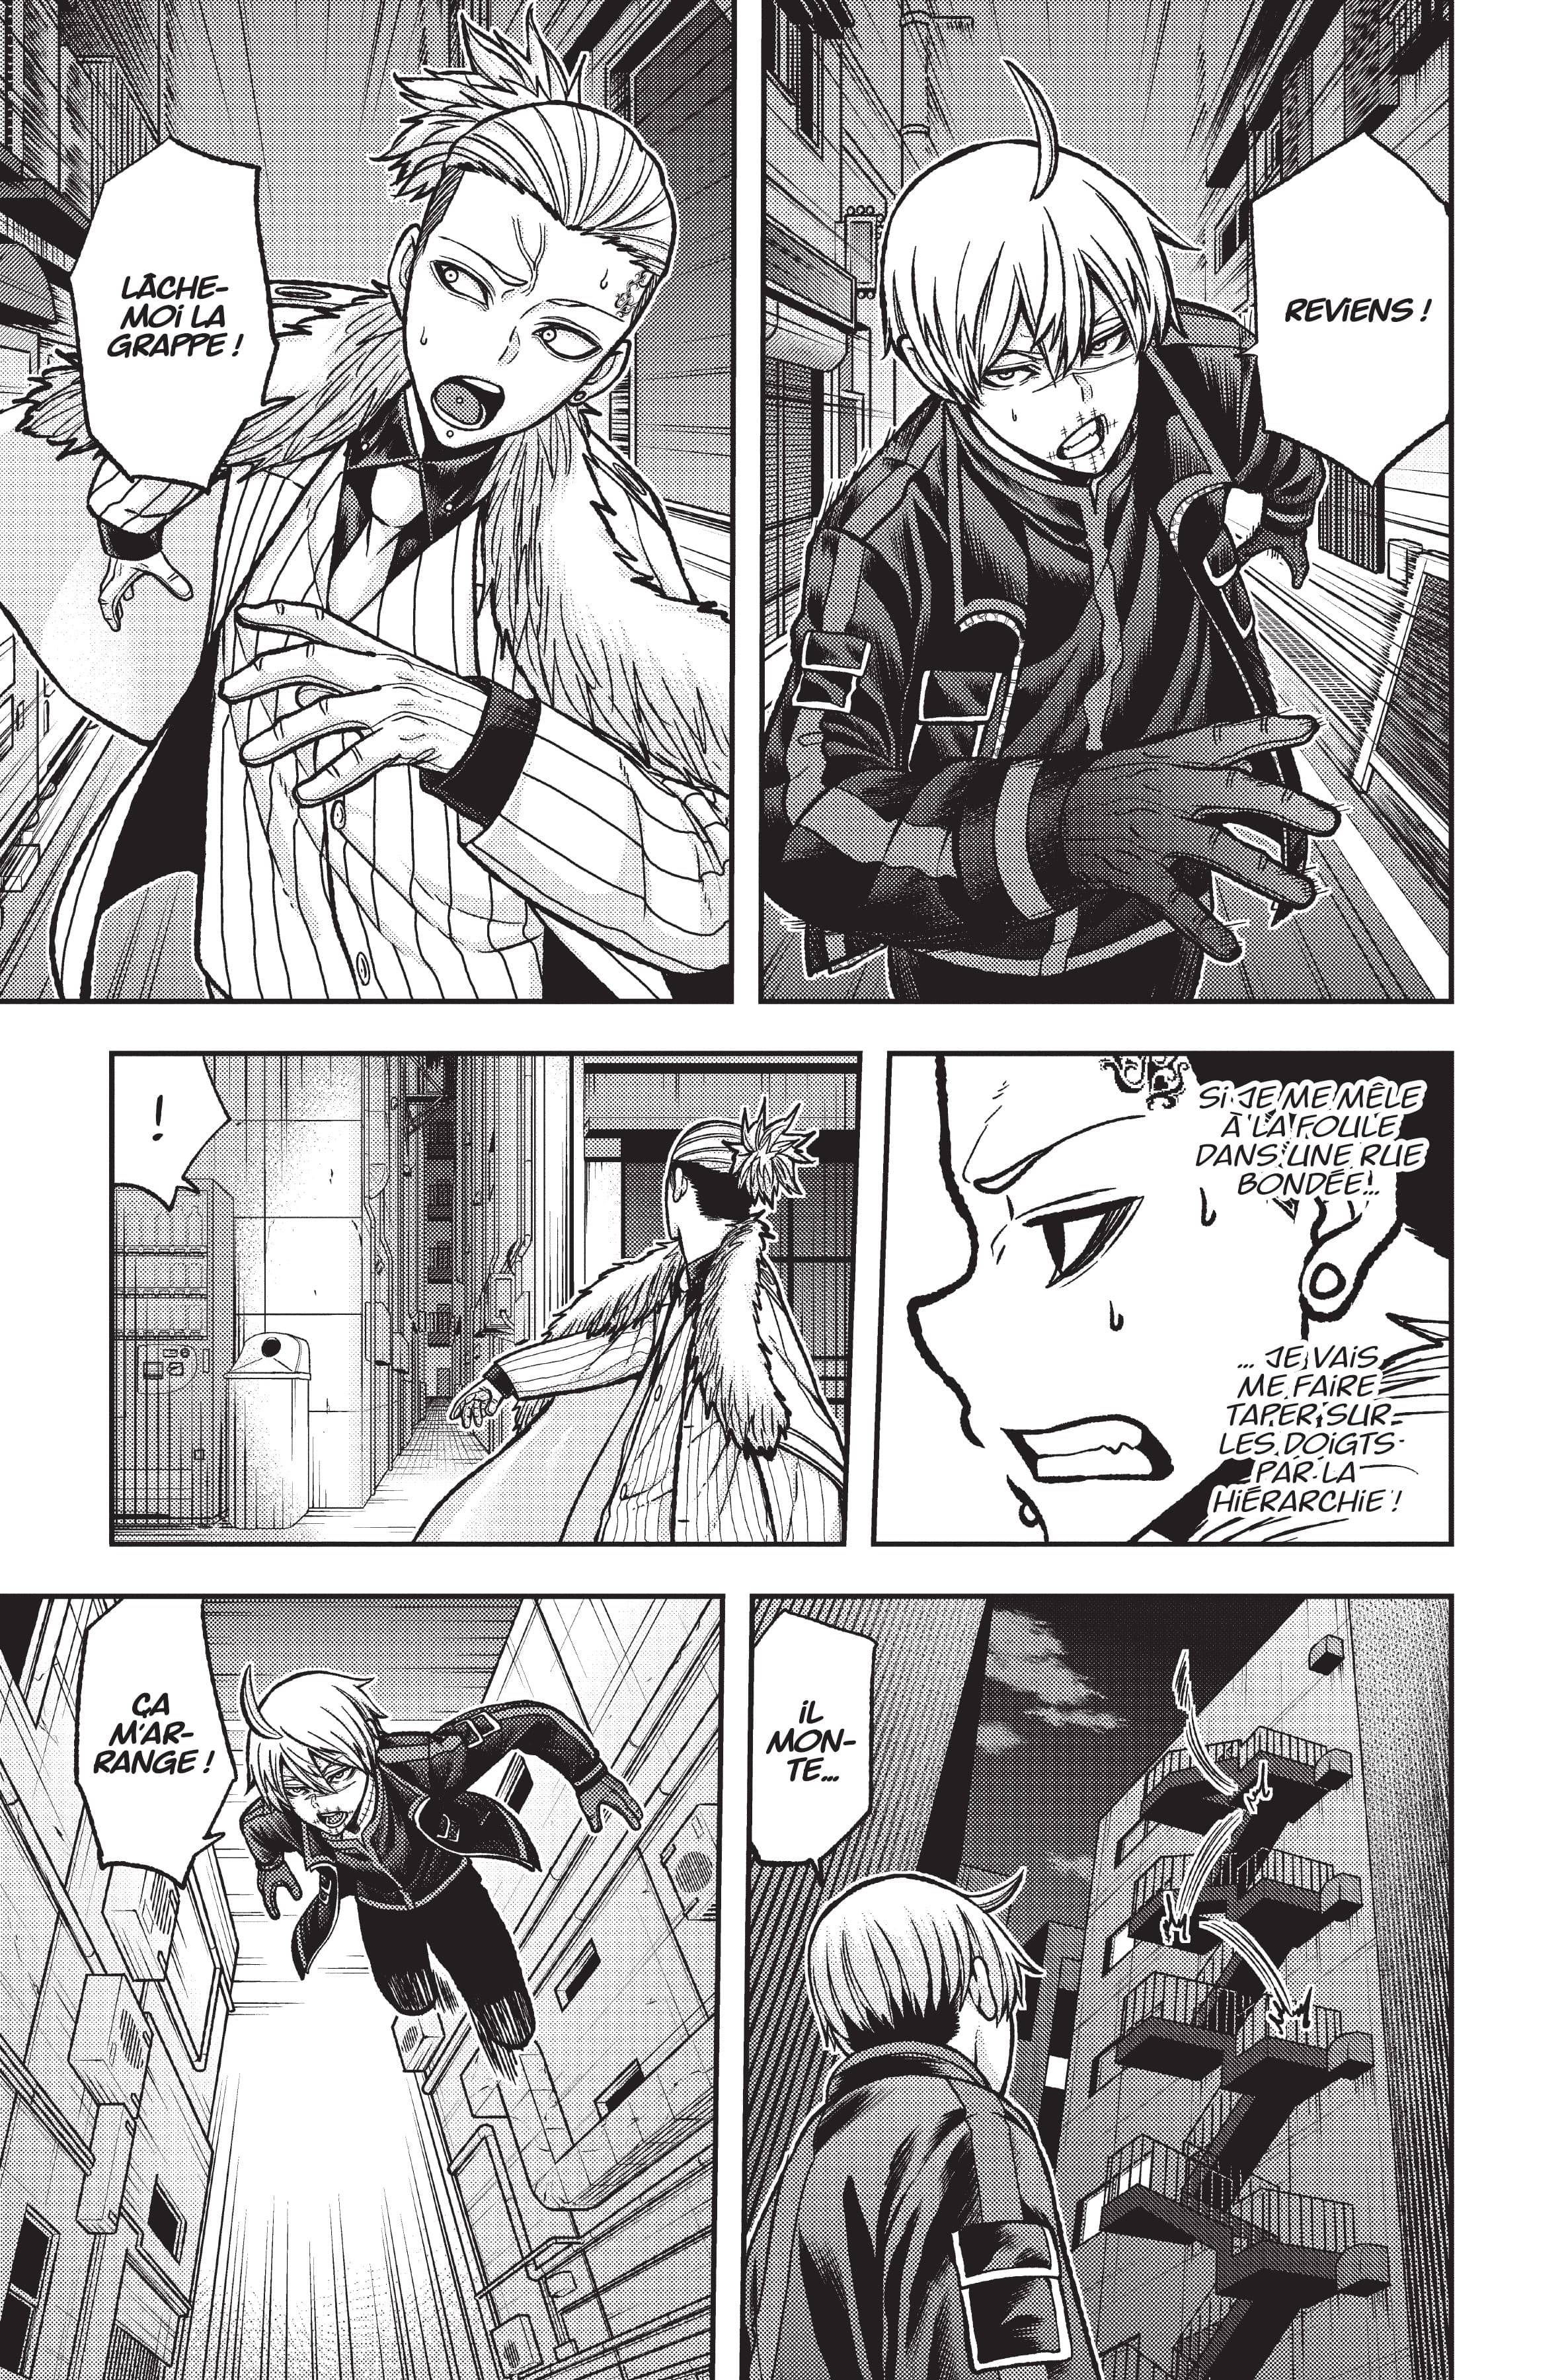 REVIENS !
LÂCHE-
MOI LA
GRAPPE !
SI JE ME MÊLE
À LA FOULE
DANS UNE RUE
BONDÉE...
... JE VAIS
ME FAIRE
TAPER SUR
LES DOIGTS
PAR LA
HIÉRARCHIE !
!
IL
MON-
TE...
ÇA
M'AR-
RANGE !